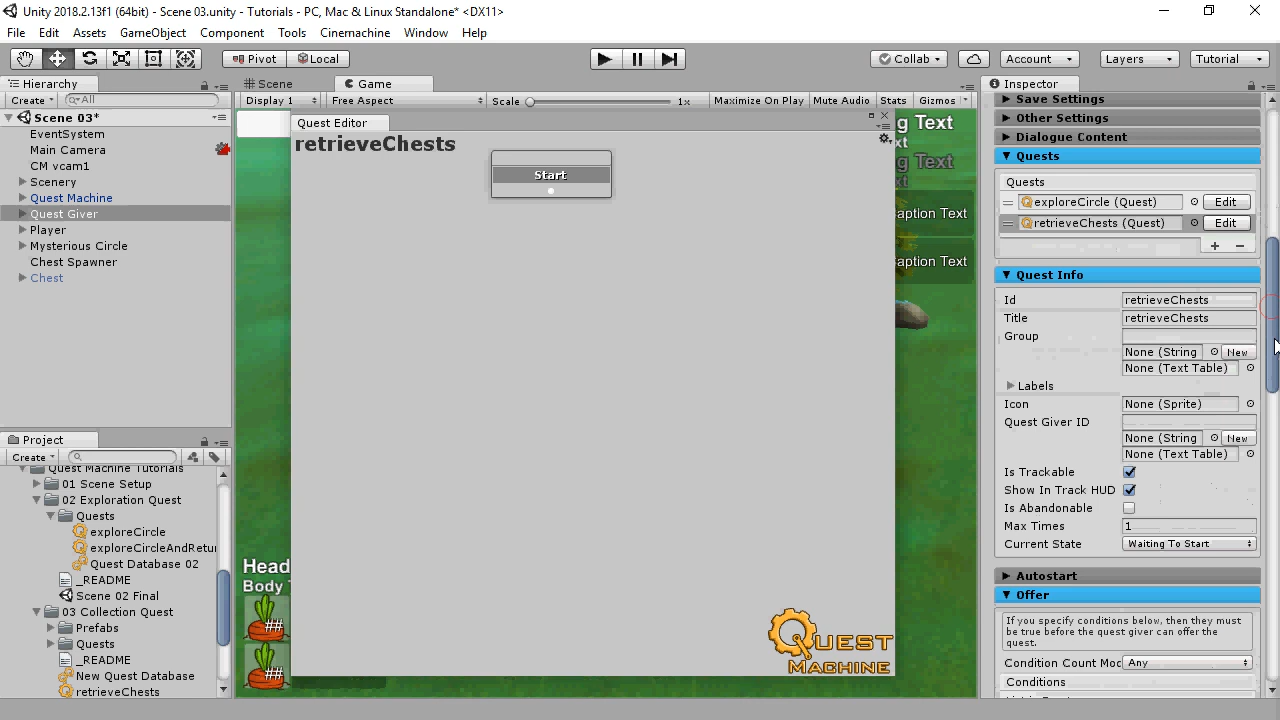 Unity 2018.2.13f1 (64bit) - Scene 03.unity - Tutorials - PC, Mac & Linux Standalone* <DX11>
File Edit Assets GameObject Component Tools Cinemachine Window Help
Pivot Local Collab Account Layers Tutorial
Hierarchy
Create All
Scene 03*
EventSystem
Main Camera
CM vcam1
Scenery
Quest Machine
Quest Giver
Player
Mysterious Circle
Chest Spawner
Chest
Project
Create
Quest Machine Tutorials
01 Scene Setup
02 Exploration Quest
Quests
exploreCircle
exploreCircleAndRetur
Quest Database 02
_README
Scene 02 Final
03 Collection Quest
Prefabs
Quests
_README
New Quest Database
retrieveChests
Scene Game
Display 1 Free Aspect Scale 1x Maximize On Play Mute Audio Stats Gizmos
Quest Editor
retrieveChests
Start
g Text
xt
g Text
xt
aption Text
aption Text
Head
Body T
QUEST
MACHINE
Inspector
Save Settings
Other Settings
Dialogue Content
Quests
Quests
exploreCircle (Quest) Edit
retrieveChests (Quest) Edit
+ −
Quest Info
Id retrieveChests
Title retrieveChests
Group
None (String New
None (Text Table)
Labels
Icon None (Sprite)
Quest Giver ID
None (String New
None (Text Table)
Is Trackable
Show In Track HUD
Is Abandonable
Max Times 1
Current State Waiting To Start
Autostart
Offer
If you specify conditions below, then they must
be true before the quest giver can offer the
quest.
Condition Count Moc Any
Conditions